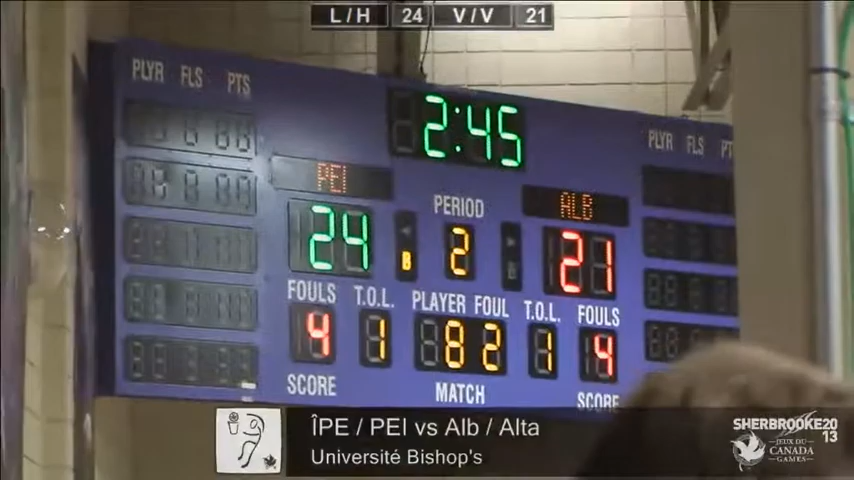 L/H 24 V/V 21
PLYR FLS PTS
2:45
PLYR FLS
PEI
PERIOD
ALB
24
B
2
21
FOULS T.O.L. PLAYER FOUL T.O.L. FOULS
4 1 8 2 1 4
SCORE MATCH SCORE
ÎPE / PEI vs Alb / Alta
Université Bishop's
SHERBROOKE20
13
JEUX DU
CANADA
GAMES